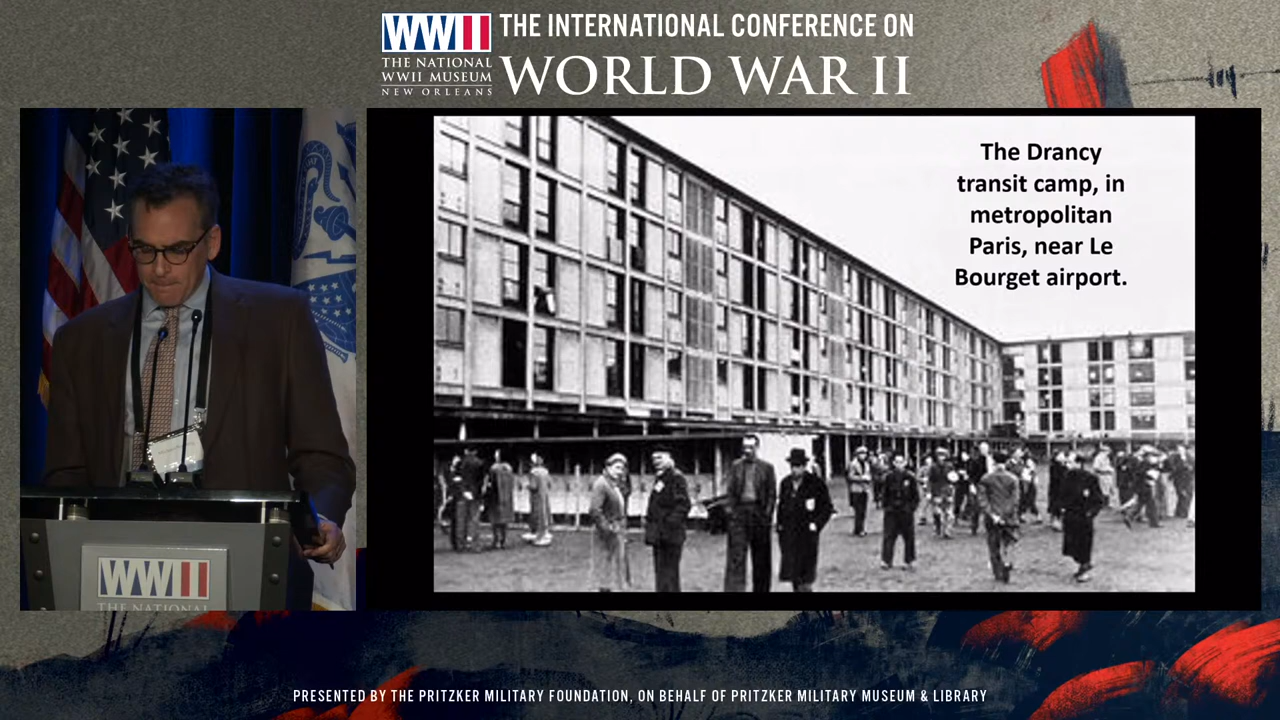 WWII
THE NATIONAL
WWII MUSEUM
NEW ORLEANS
THE INTERNATIONAL CONFERENCE ON
WORLD WAR II
The Drancy
transit camp, in
metropolitan
Paris, near Le
Bourget airport.
WWII
THE NATIONAL
PRESENTED BY THE PRITZKER MILITARY FOUNDATION, ON BEHALF OF PRITZKER MILITARY MUSEUM & LIBRARY